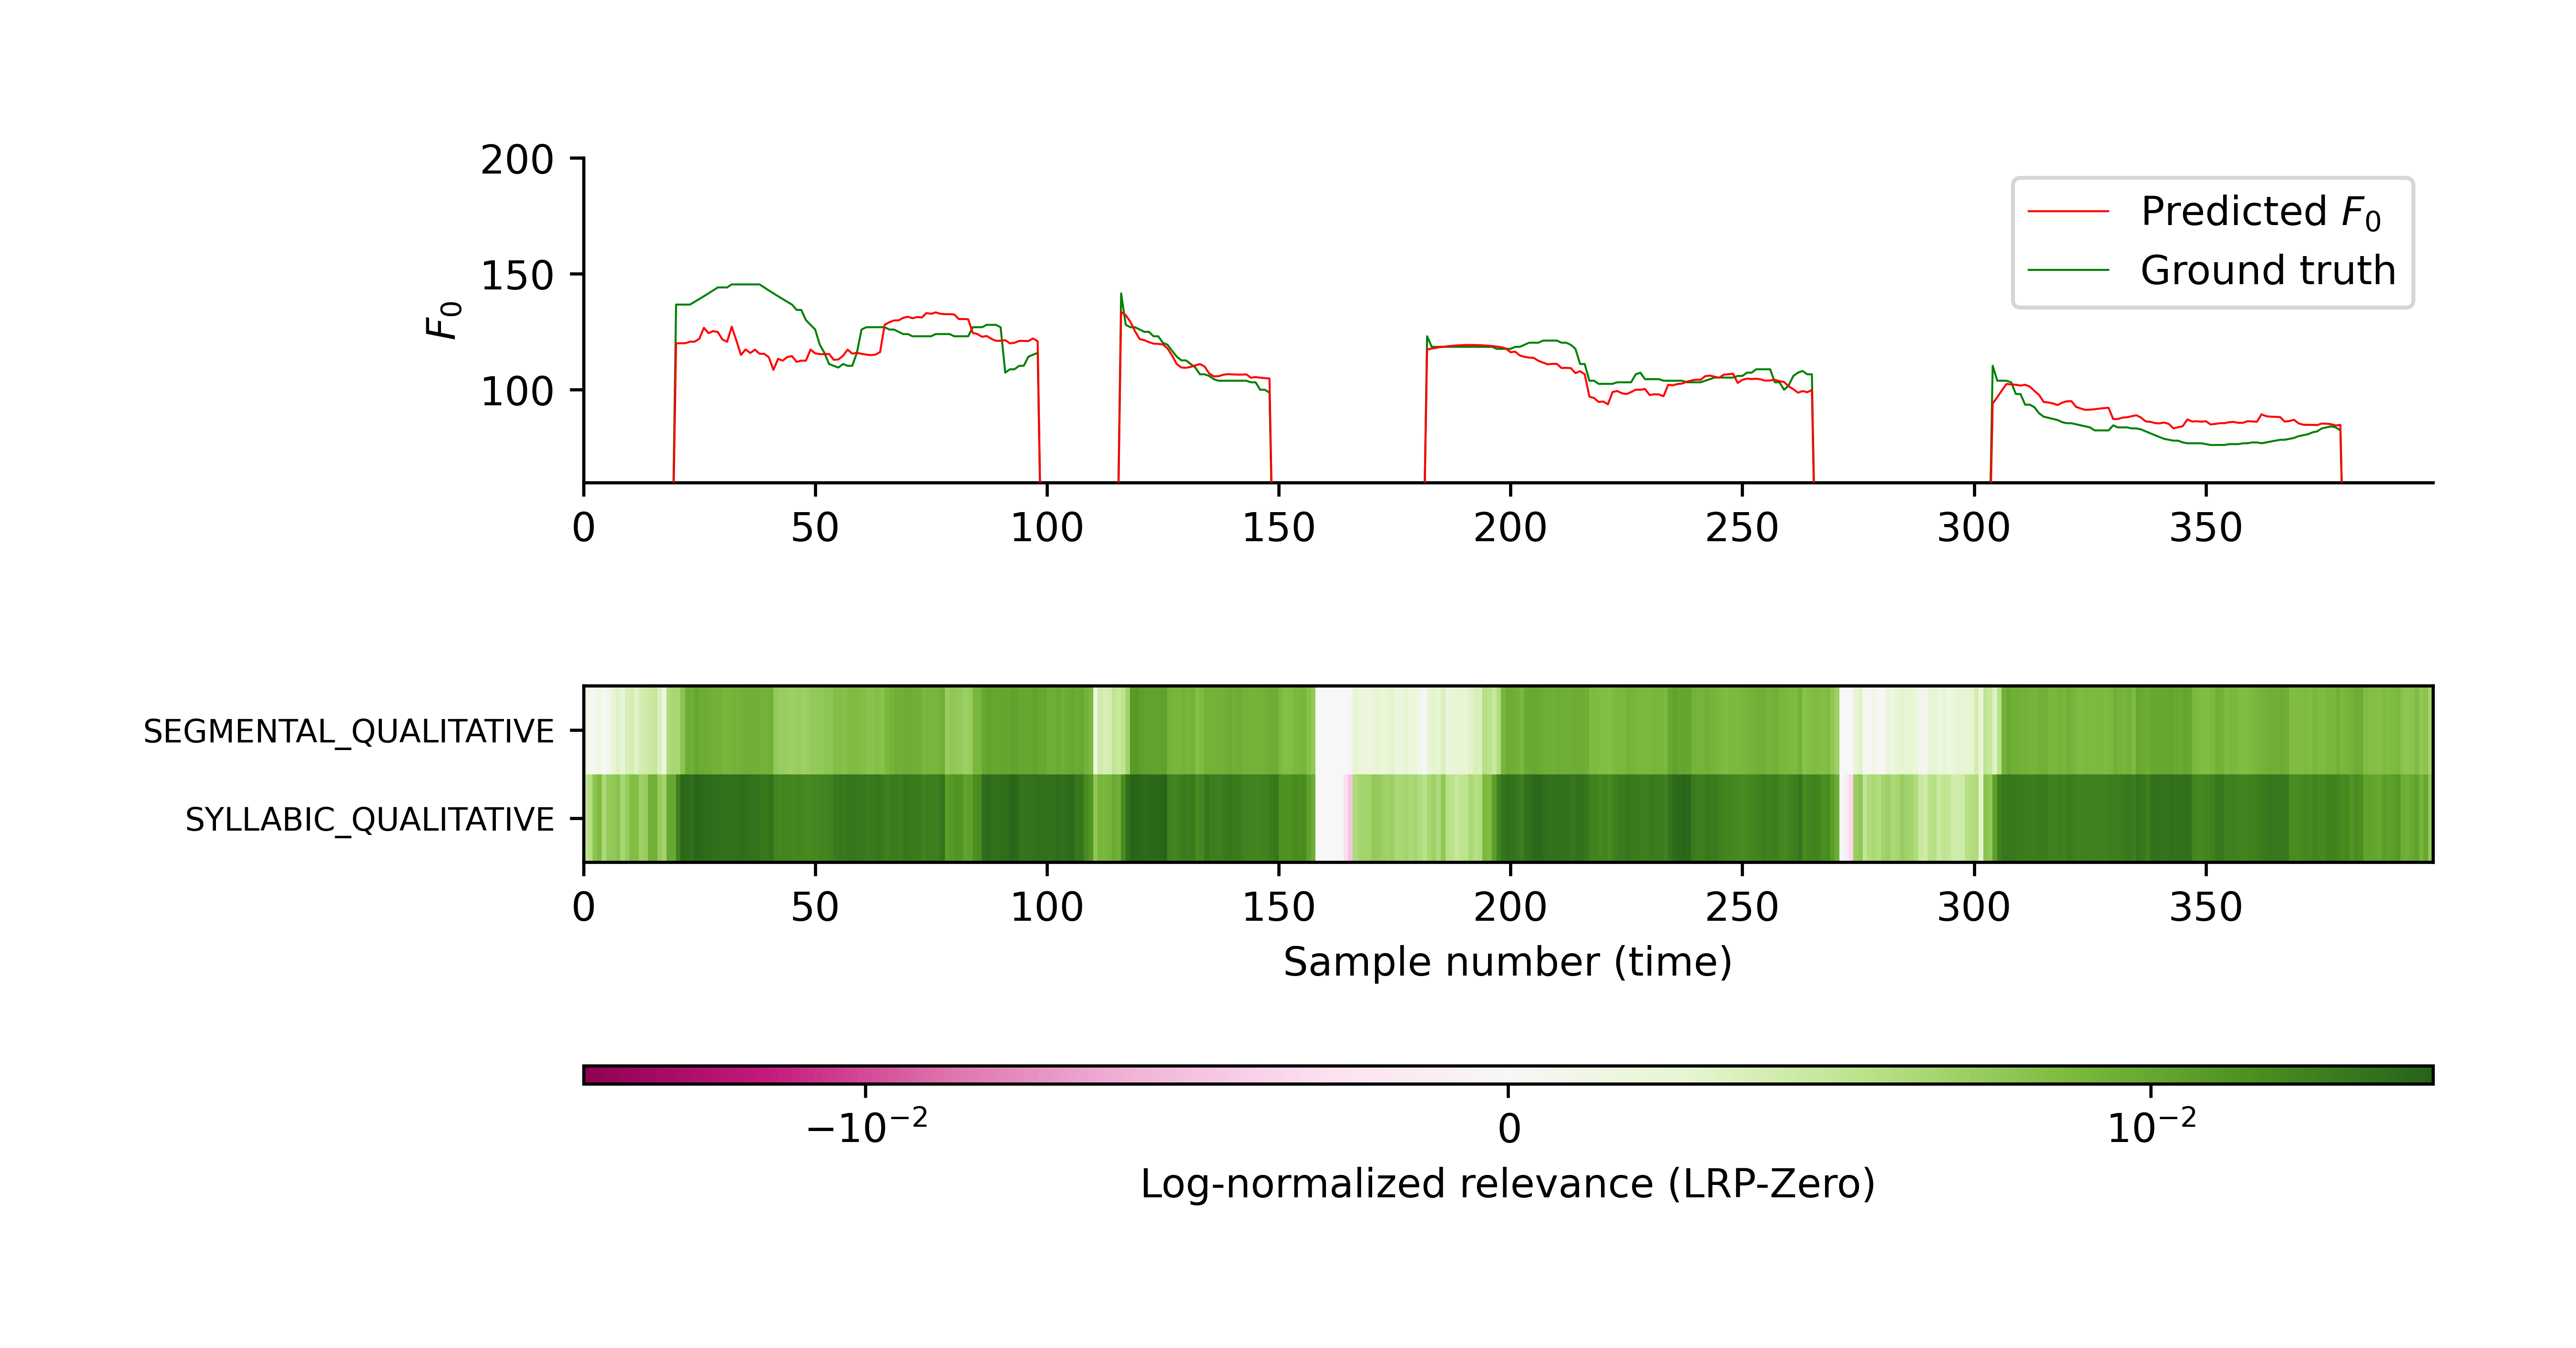 200
150
100
F₀
Predicted F₀
Ground truth
0 50 100 150 200 250 300 350
SEGMENTAL_QUALITATIVE
SYLLABIC_QUALITATIVE
0 50 100 150 200 250 300 350
Sample number (time)
−10⁻² 0 10⁻²
Log-normalized relevance (LRP-Zero)